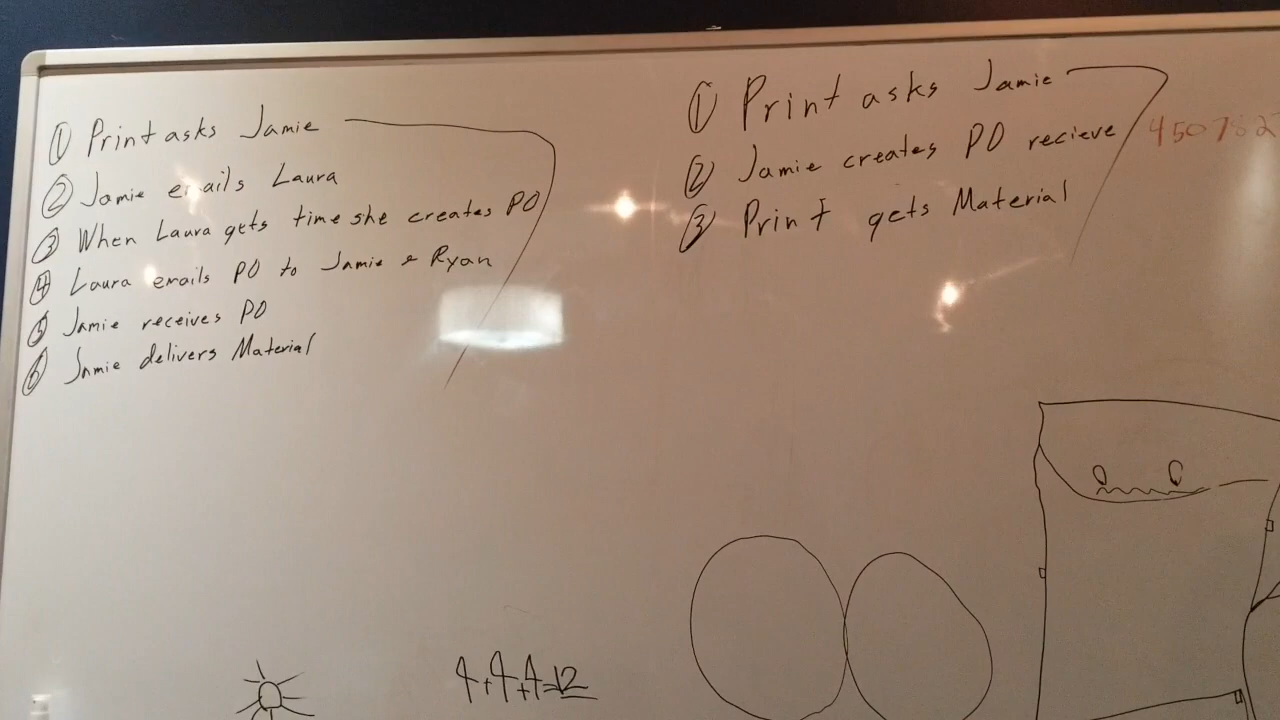 ① Print asks Jamie
② Jamie emails Laura
③ When Laura gets time she creates PO
④ Laura emails PO to Jamie & Ryan
⑤ Jamie receives PO
⑥ Jamie delivers Material
① Print asks Jamie
② Jamie creates PO recieve
③ Print gets Material
4+4+4=12